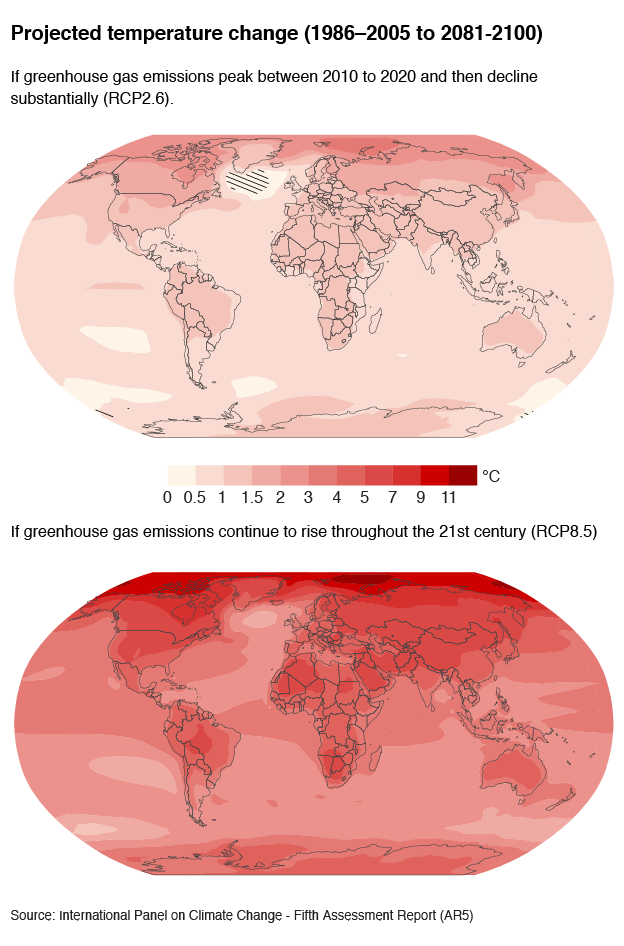 Projected temperature change (1986–2005 to 2081-2100)
If greenhouse gas emissions peak between 2010 to 2020 and then decline
substantially (RCP2.6).
°C
0 0.5 1 1.5 2 3 4 5 7 9 11
If greenhouse gas emissions continue to rise throughout the 21st century (RCP8.5)
Source: International Panel on Climate Change - Fifth Assessment Report (AR5)